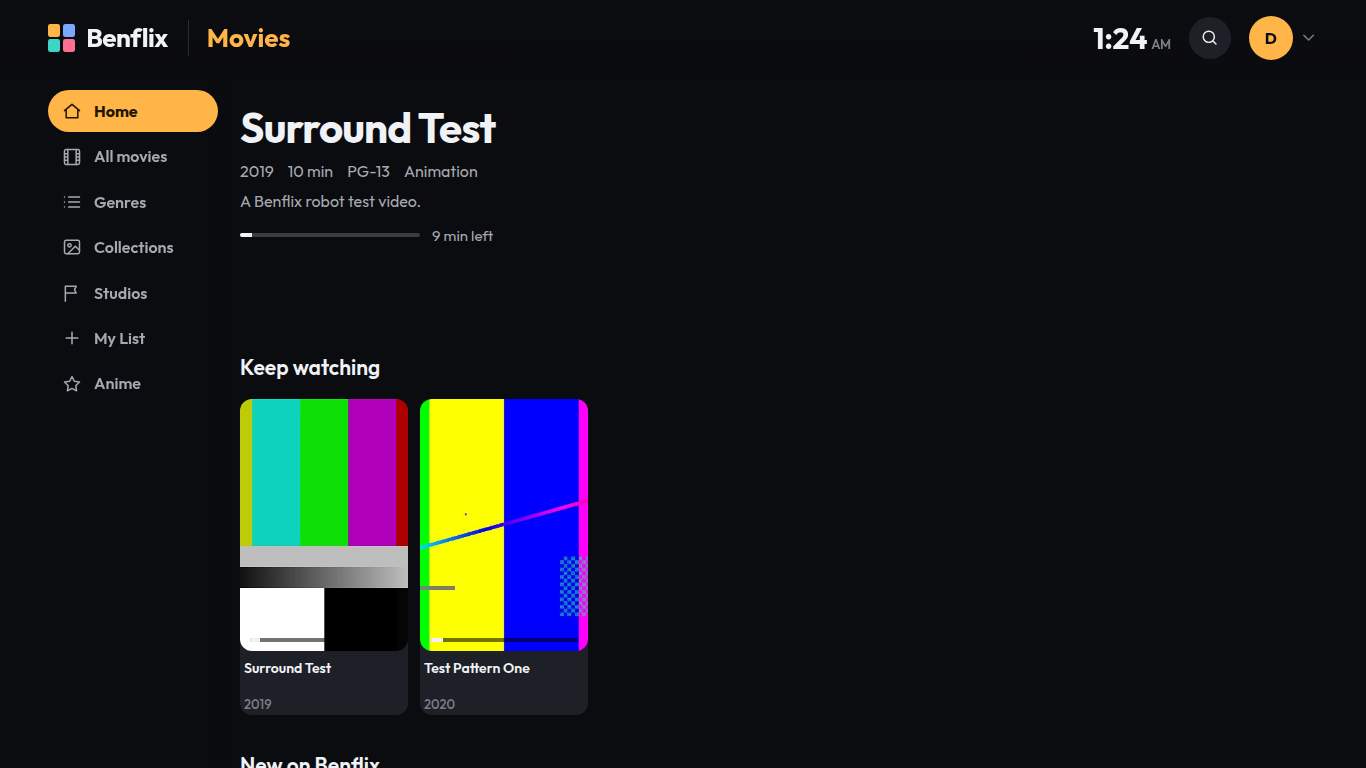 Benflix
Movies
1:24 AM
D
Home
All movies
Genres
Collections
Studios
My List
Anime
Surround Test
2019 10 min PG-13 Animation
A Benflix robot test video.
9 min left
Keep watching
Surround Test
2019
Test Pattern One
2020
New on Benflix